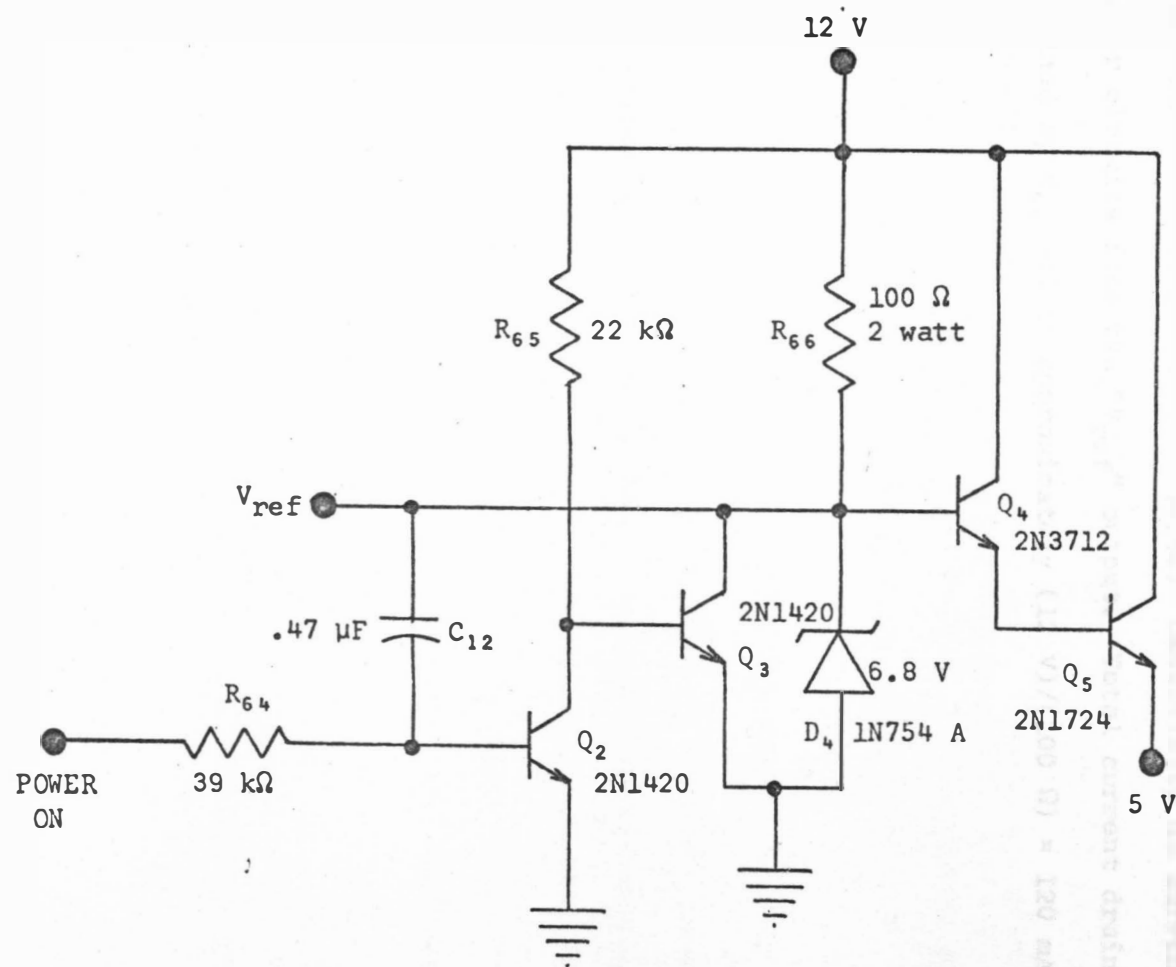 12 V
R65 22 kΩ
R66
100 Ω
2 watt
Vref
Q4
2N3712
.47 µF C12
2N1420
Q3
6.8 V
D4 1N754 A
Q5
2N1724
5 V
R64
39 kΩ
POWER
ON
Q2
2N1420